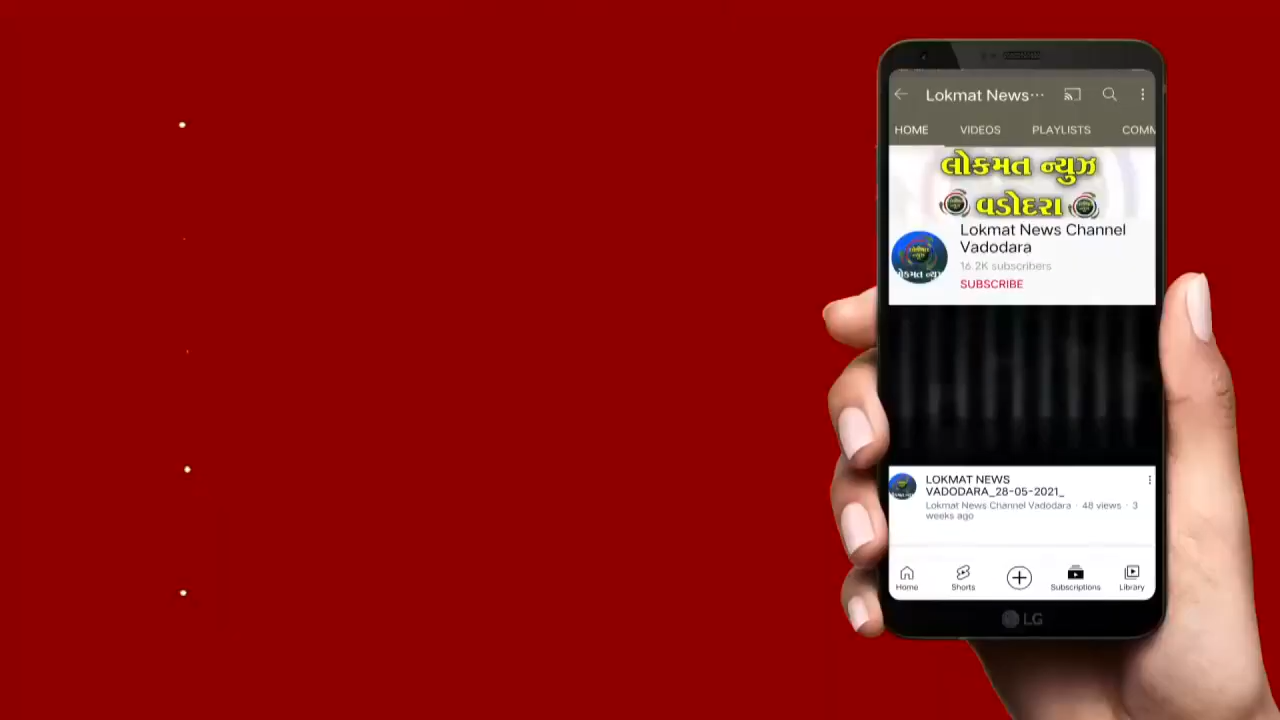 Lokmat News...
HOME VIDEOS PLAYLISTS COMM
લોકમત ન્યુઝ
વડોદરા
Lokmat News Channel
Vadodara
16.2K subscribers
SUBSCRIBE
LOKMAT NEWS
VADODARA_28-05-2021_
Lokmat News Channel Vadodara · 48 views · 3
weeks ago
Home Shorts Subscriptions Library
LG